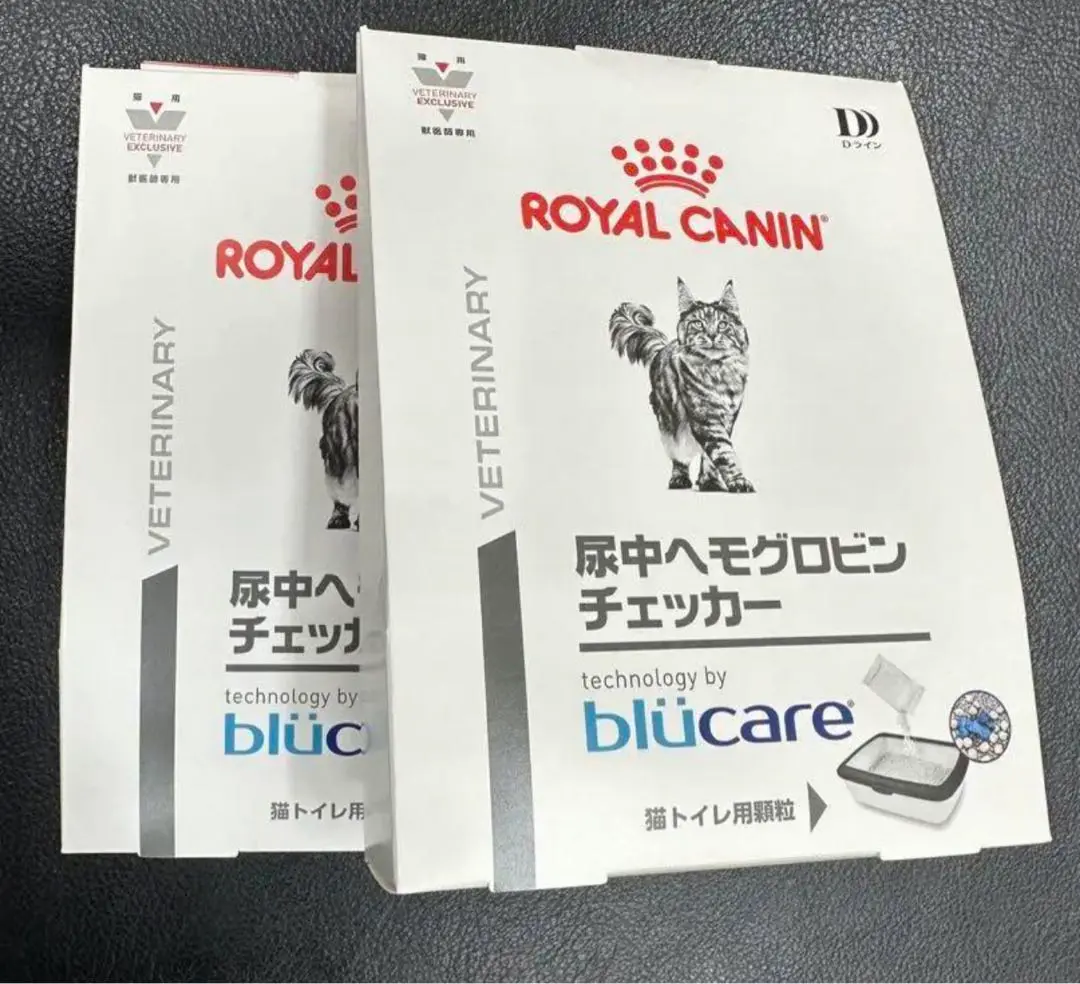 猫 用
VETERINARY
EXCLUSIVE
獣医師専用
ROYAL
VETERINARY
尿中ヘモ
チェッカ
technology by
blüc
猫トイレ用
猫 用
VETERINARY
EXCLUSIVE
獣医師専用
D
Dライン
ROYAL CANIN®
VETERINARY
尿中ヘモグロビン
チェッカー
technology by
blücare®
猫トイレ用顆粒